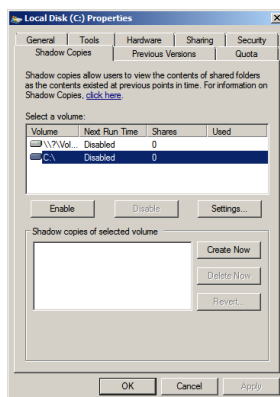 Local Disk (C:) Properties
General Tools Hardware Sharing Security
Shadow Copies Previous Versions Quota
Shadow copies allow users to view the contents of shared folders
as the contents existed at previous points in time. For information on
Shadow Copies, click here.
Select a volume:
Volume Next Run Time Shares Used
\\?\Vol... Disabled 0
C:\ Disabled 0
Enable Disable Settings...
Shadow copies of selected volume
Create Now
Delete Now
Revert...
OK Cancel Apply